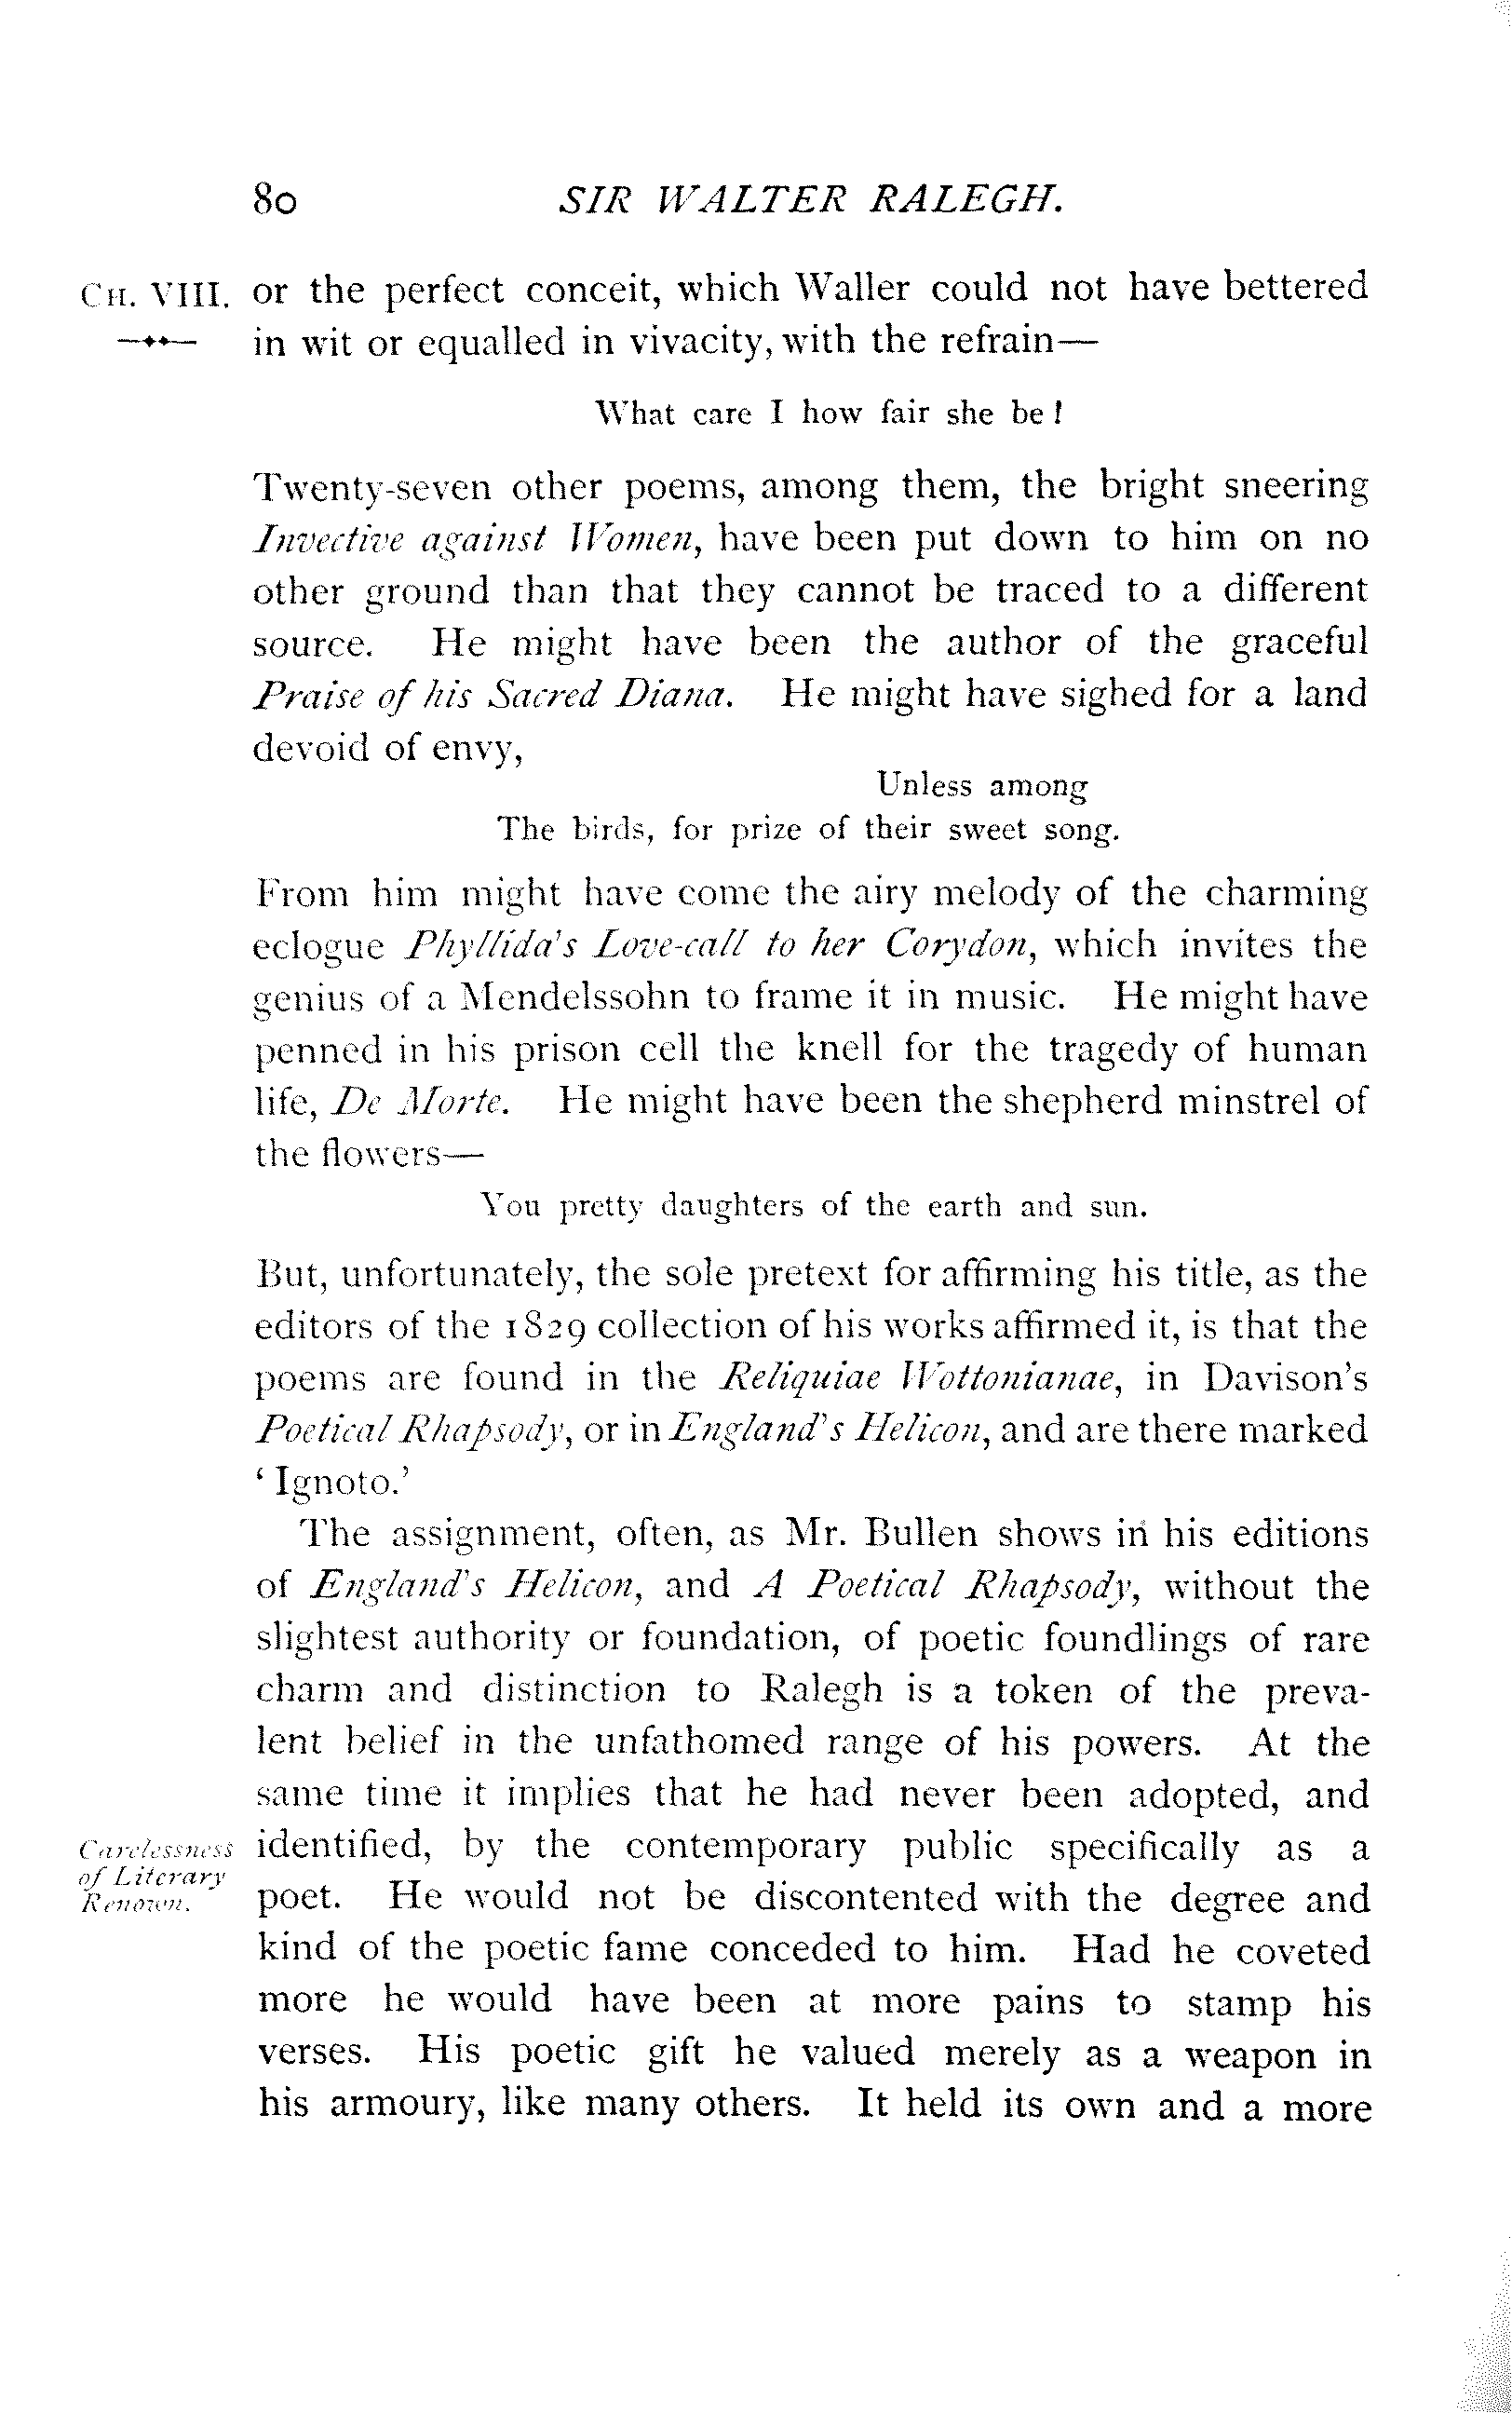 80 SIR WALTER RALEGH.
CH. VIII. or the perfect conceit, which Waller could not have bettered
in wit or equalled in vivacity, with the refrain—
What care I how fair she be!
Twenty-seven other poems, among them, the bright sneering
Invective against Women, have been put down to him on no
other ground than that they cannot be traced to a different
source. He might have been the author of the graceful
Praise of his Sacred Diana. He might have sighed for a land
devoid of envy,
Unless among
The birds, for prize of their sweet song.
From him might have come the airy melody of the charming
eclogue Phyllida's Love-call to her Corydon, which invites the
genius of a Mendelssohn to frame it in music. He might have
penned in his prison cell the knell for the tragedy of human
life, De Morte. He might have been the shepherd minstrel of
the flowers—
You pretty daughters of the earth and sun.
But, unfortunately, the sole pretext for affirming his title, as the
editors of the 1829 collection of his works affirmed it, is that the
poems are found in the Reliquiae Wottonianae, in Davison's
Poetical Rhapsody, or in England's Helicon, and are there marked
'Ignoto.'
The assignment, often, as Mr. Bullen shows in his editions
of England's Helicon, and A Poetical Rhapsody, without the
slightest authority or foundation, of poetic foundlings of rare
charm and distinction to Ralegh is a token of the preva-
lent belief in the unfathomed range of his powers. At the
same time it implies that he had never been adopted, and
identified, by the contemporary public specifically as a
Carelessness
of Literary
Renown.
poet. He would not be discontented with the degree and
kind of the poetic fame conceded to him. Had he coveted
more he would have been at more pains to stamp his
verses. His poetic gift he valued merely as a weapon in
his armoury, like many others. It held its own and a more